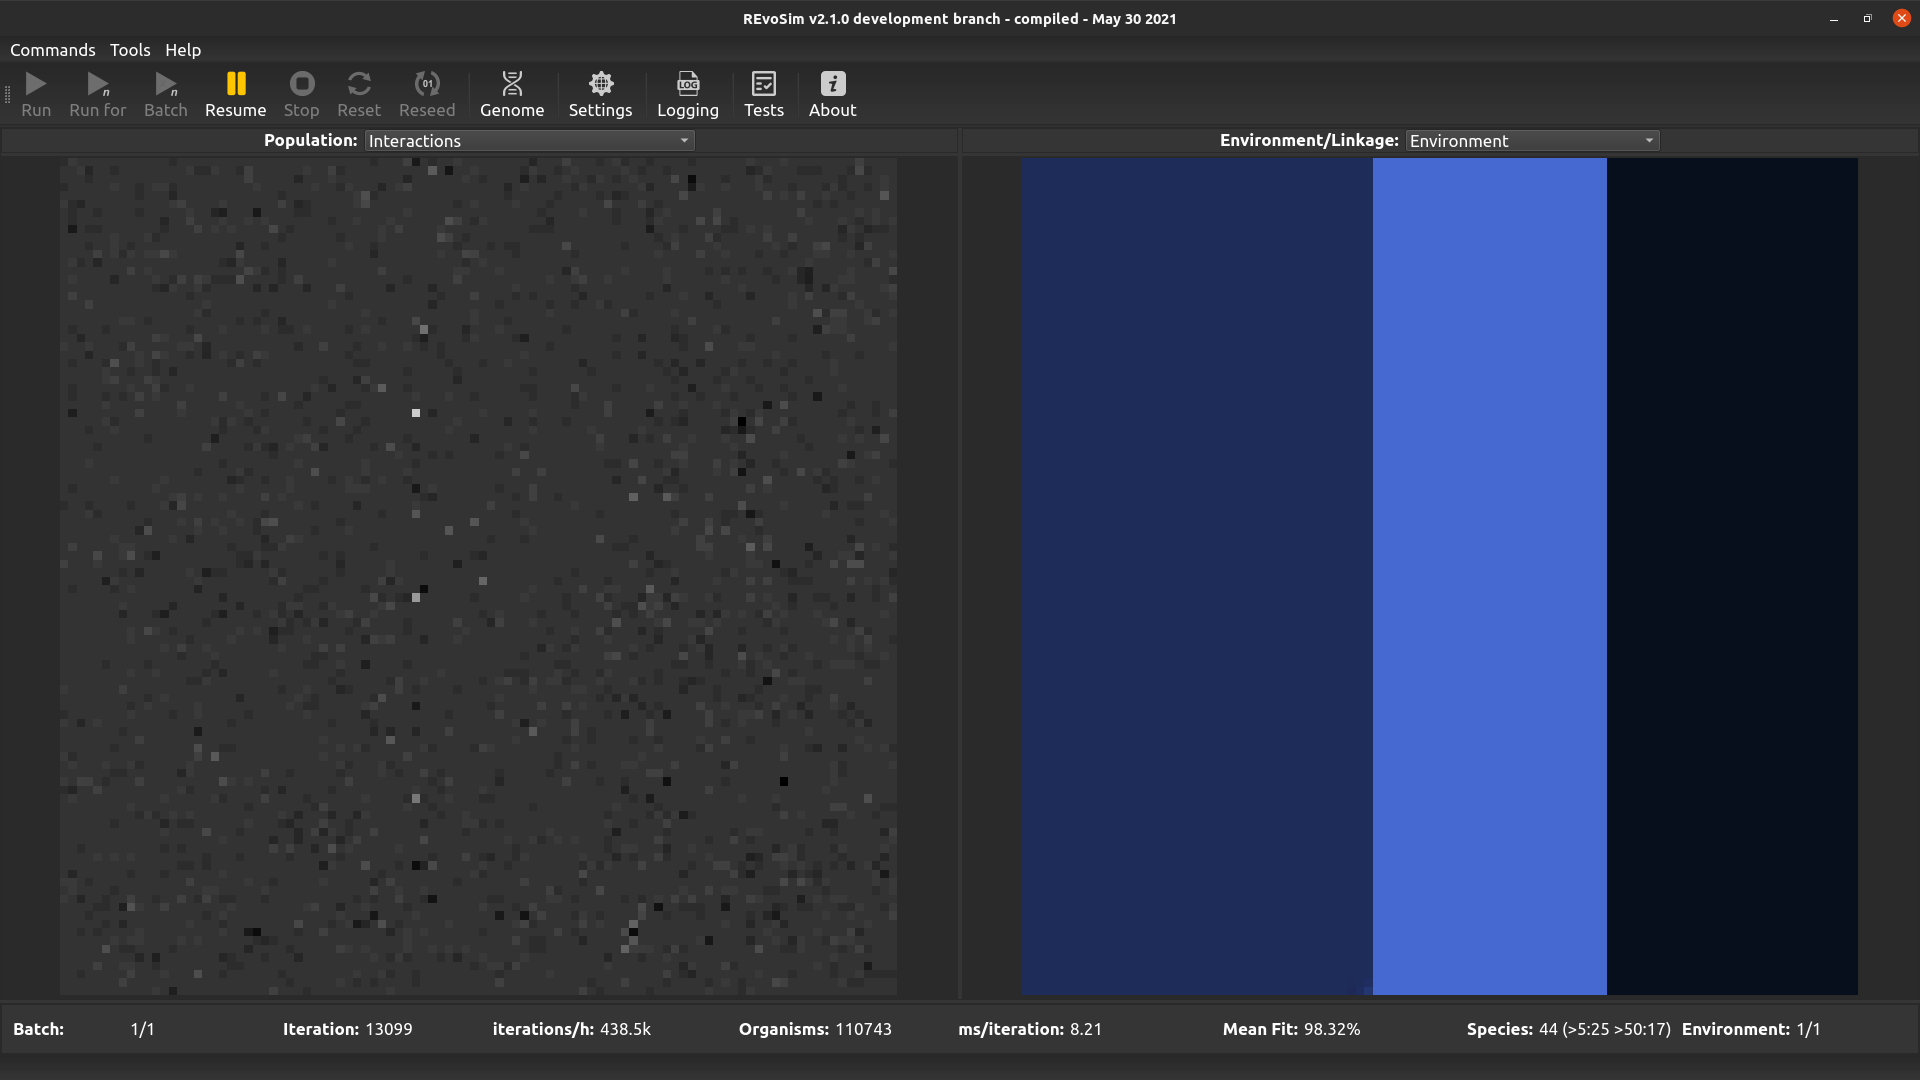 REvoSim v2.1.0 development branch - compiled - May 30 2021
Commands Tools Help
n n 01 LOG i
Run Run for Batch Resume Stop Reset Reseed Genome Settings Logging Tests About
Population: Interactions Environment/Linkage: Environment
Batch: 1/1 Iteration: 13099 iterations/h: 438.5k Organisms: 110743 ms/iteration: 8.21 Mean Fit: 98.32% Species: 44 (>5:25 >50:17) Environment: 1/1